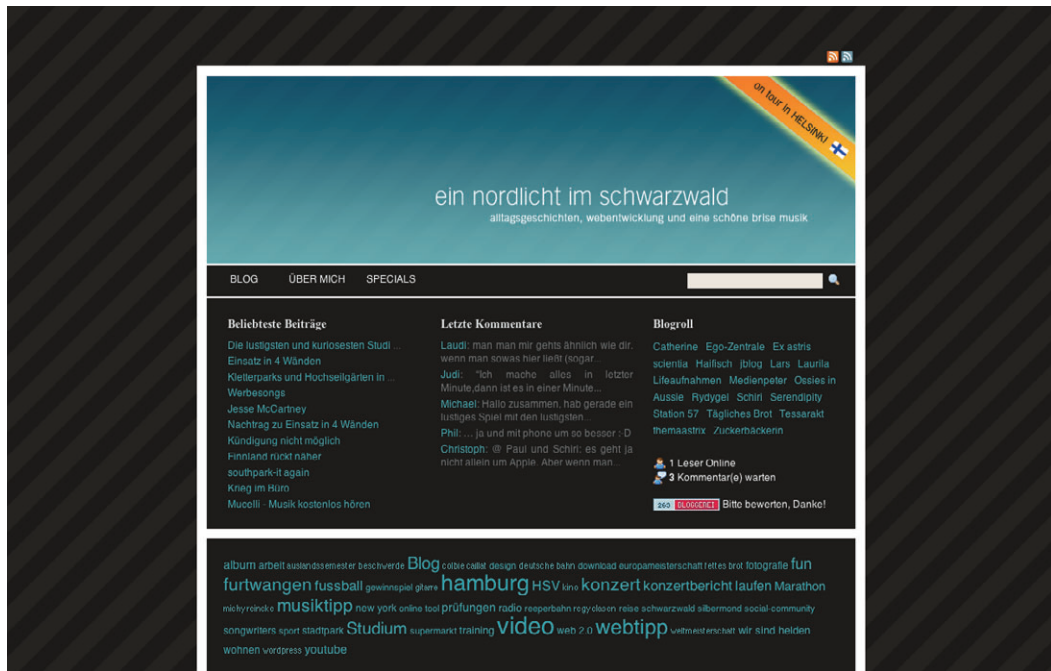 on tour in HELSINKI
ein nordlicht im schwarzwald
alltagsgeschichten, webentwicklung und eine schöne brise musik
BLOG ÜBER MICH SPECIALS
Beliebteste Beiträge
Die lustigsten und kuriosesten Studi ...
Einsatz in 4 Wänden
Kletterparks und Hochseilgärten in ...
Werbesongs
Jesse McCartney
Nachtrag zu Einsatz in 4 Wänden
Kündigung nicht möglich
Finnland rückt näher
southpark-it again
Krieg im Büro
Mucelli - Musik kostenlos hören
Letzte Kommentare
Laudi: man man mir gehts ähnlich wie dir.
wenn man sowas hier ließt (sogar...
Judi: "Ich mache alles in letzter
Minute,dann ist es in einer Minute...
Michael: Hallo zusammen, hab gerade ein
lustiges Spiel mit den lustigsten...
Phil: ... ja und mit phone um so besser :-D
Christoph: @ Paul und Schiri: es geht ja
nicht allein um Apple. Aber wenn man...
Blogroll
Catherine Ego-Zentrale Ex astris
scientia Haifisch jblog Lars Laurila
Lifeaufnahmen Medienpeter Ossies in
Aussie Rydygel Schiri Serendipity
Station 57 Tägliches Brot Tessarakt
themaastrix Zuckerbäckerin
1 Leser Online
3 Kommentar(e) warten
260 BLOGGEREI Bitte bewerten, Danke!
album arbeit auslandssemester beschwerde Blog colbie caillat design deutsche bahn download europameisterschaft fettes brot fotografie fun
furtwangen fussball gewinnspiel gitarre hamburg HSV kino konzert konzertbericht laufen Marathon
michy reincke musiktipp new york online tool prüfungen radio reeperbahn regy clasen reise schwarzwald silbermond social-community
songwriters sport stadtpark Studium supermarkt training video web 2.0 webtipp weltmeisterschaft wir sind helden
wohnen wordpress youtube